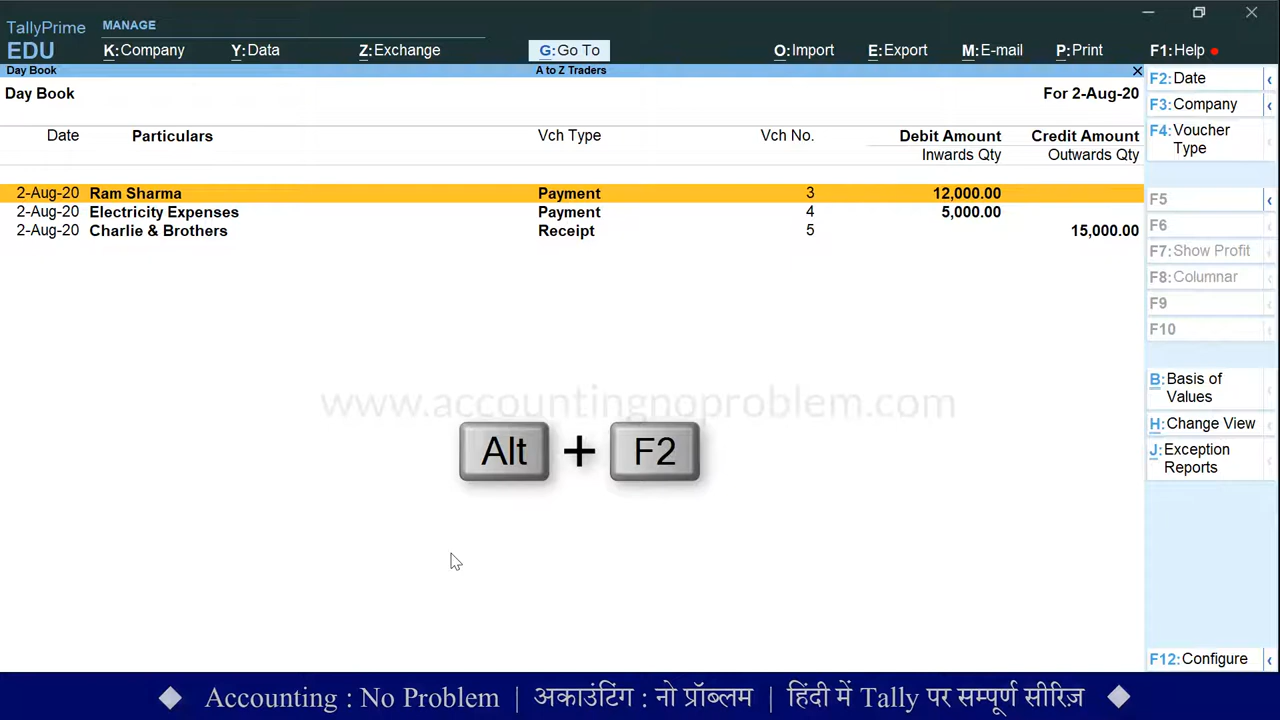 TallyPrime MANAGE
EDU K:Company Y:Data Z:Exchange G:Go To O:Import E:Export M:E-mail P:Print F1:Help
Day Book A to Z Traders
Day Book For 2-Aug-20
Date Particulars Vch Type Vch No. Debit Amount Credit Amount
Inwards Qty Outwards Qty
2-Aug-20 Ram Sharma Payment 3 12,000.00
2-Aug-20 Electricity Expenses Payment 4 5,000.00
2-Aug-20 Charlie & Brothers Receipt 5 15,000.00
F2:Date
F3:Company
F4:Voucher
Type
F5
F6
F7:Show Profit
F8:Columnar
F9
F10
B:Basis of
Values
H:Change View
J:Exception
Reports
F12:Configure
www.accountingnoproblem.com
Alt + F2
Accounting : No Problem | अकाउंटिंग : नो प्रॉब्लम | हिंदी में Tally पर सम्पूर्ण सीरिज़